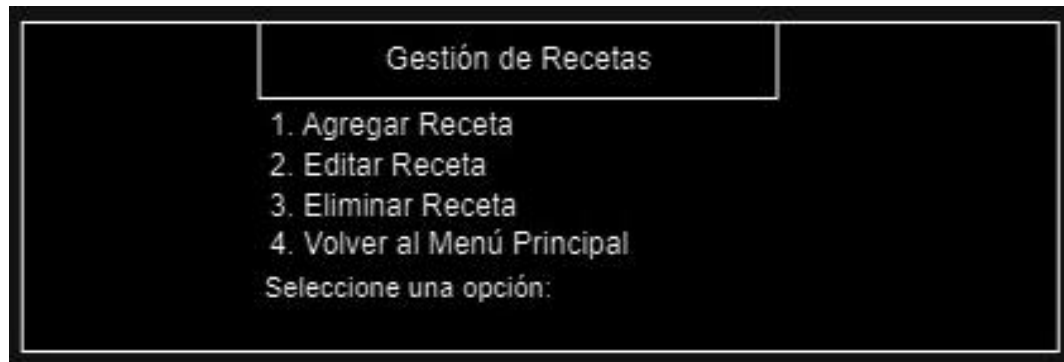 Gestión de Recetas
1. Agregar Receta
2. Editar Receta
3. Eliminar Receta
4. Volver al Menú Principal
Seleccione una opción: